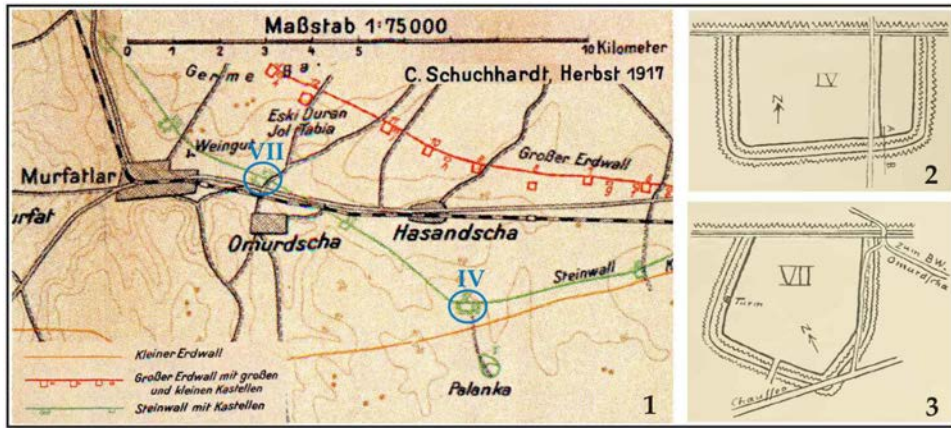 Maßstab 1:75000
0 1 2 3 4 5 10 Kilometer
C. Schuchhardt, Herbst 1917
Germe
Ba
Eski Duran
Jol Tabia
Weingut
VII
Großer Erdwall
Murfatlar
urfat
Omurdscha
Hasandscha
IV
Steinwall
K
Palanka
Kleiner Erdwall
Großer Erdwall mit großen
und kleinen Kastellen
Steinwall mit Kastellen
1
IV
N
A
B
2
VII
zum BW.
Omurdscha
Turm
N
Chaussee
3